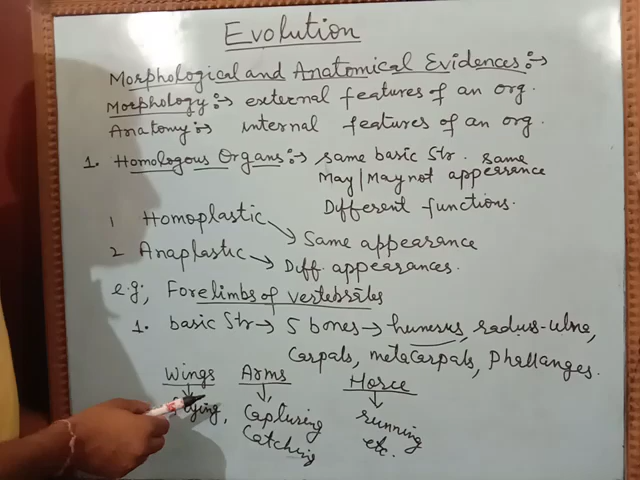 Evolution
Morphological and Anatomical Evidences :→
Morphology :→ external features of an org.
Anatomy :→ internal features of an org.
1. Homologous Organs :→ same basic Str. same
May/May not appearance
Different functions.
1 Homoplastic → Same appearance
2 Anaplastic → Diff. appearances.
e.g; Forelimbs of vertebrates
1. basic Str → 5 bones → humerus, radius-ulna,
Carpals, metacarpals, Phallanges.
Wings Arms Horce
↓ ↓ ↓
flying, Capturing running
Catching etc.